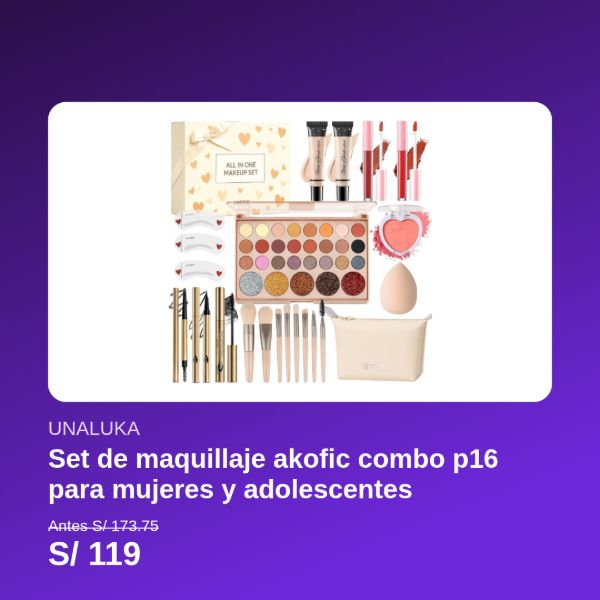 ALL IN ONE
MAKEUP SET
UNALUKA
Set de maquillaje akofic combo p16
para mujeres y adolescentes
Antes S/ 173.75
S/ 119